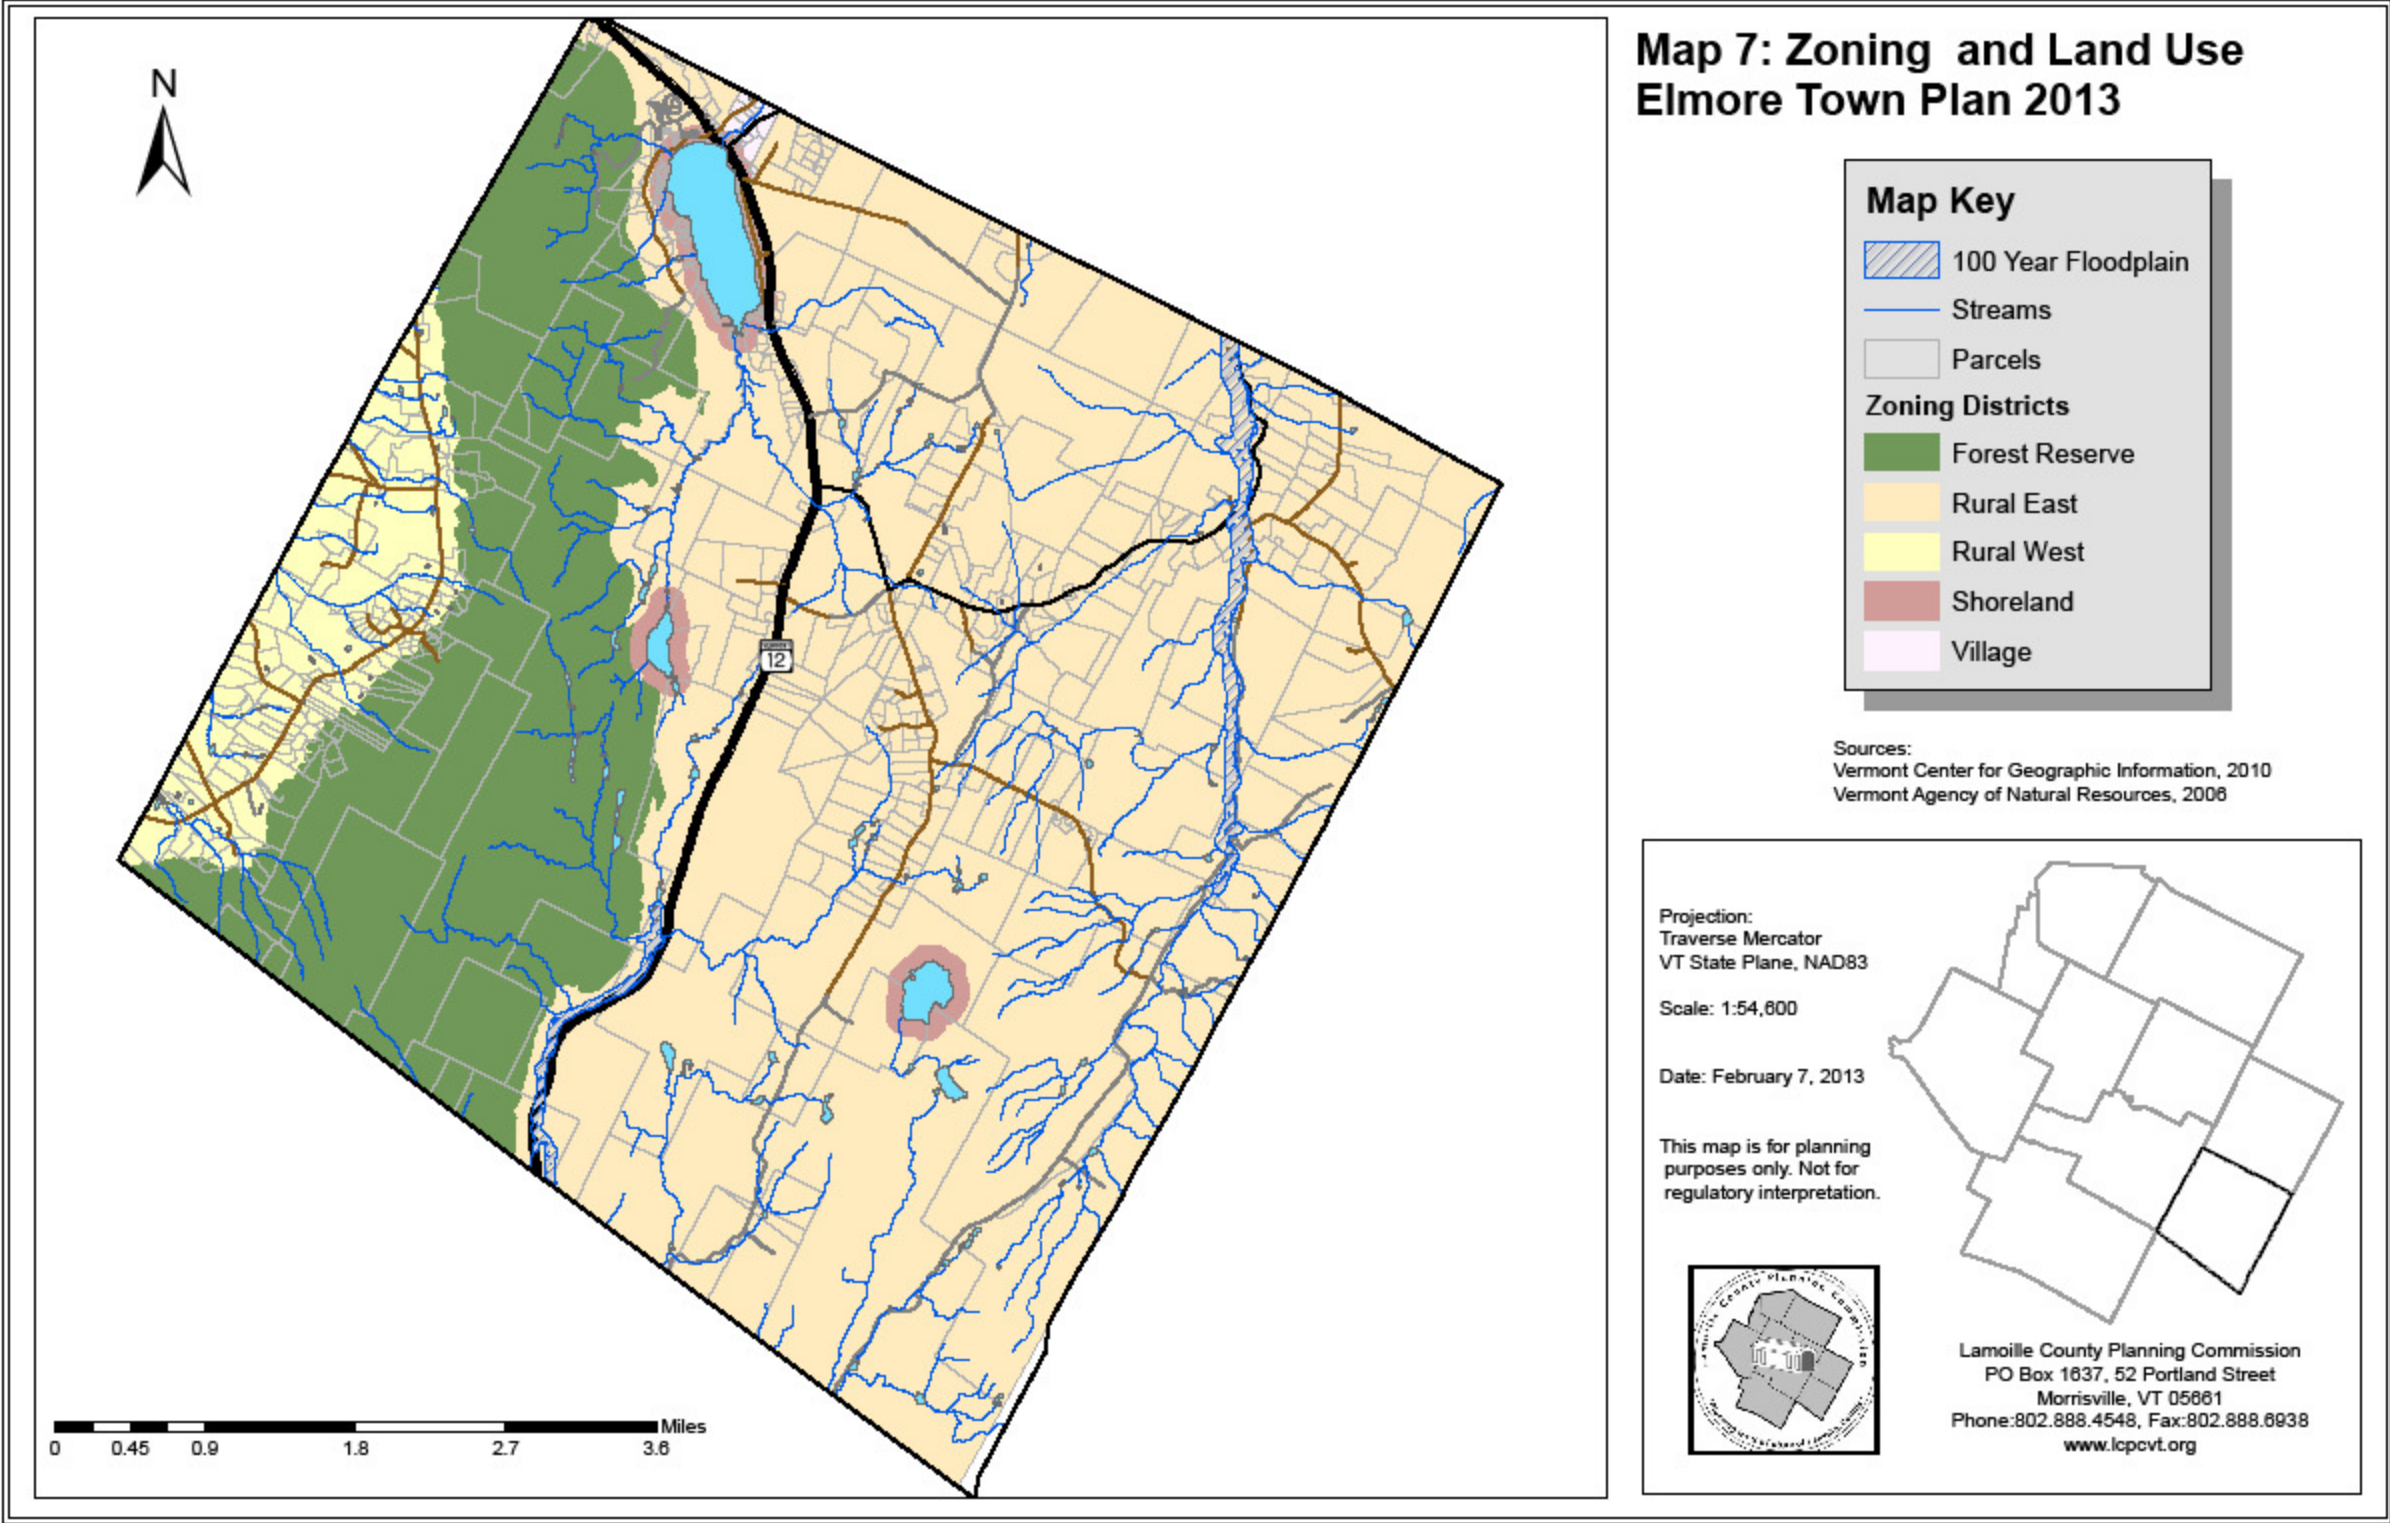 Map 7: Zoning and Land Use
Elmore Town Plan 2013
N
12
Map Key
100 Year Floodplain
Streams
Parcels
Zoning Districts
Forest Reserve
Rural East
Rural West
Shoreland
Village
Sources:
Vermont Center for Geographic Information, 2010
Vermont Agency of Natural Resources, 2006
Projection:
Traverse Mercator
VT State Plane, NAD83
Scale: 1:54,600
Date: February 7, 2013
This map is for planning
purposes only. Not for
regulatory interpretation.
Lamoille County Planning Commission
Lamoille County Planning Commission
PO Box 1637, 52 Portland Street
Morrisville, VT 05661
Phone:802.888.4548, Fax:802.888.6938
www.lcpcvt.org
Miles
0 0.45 0.9 1.8 2.7 3.6